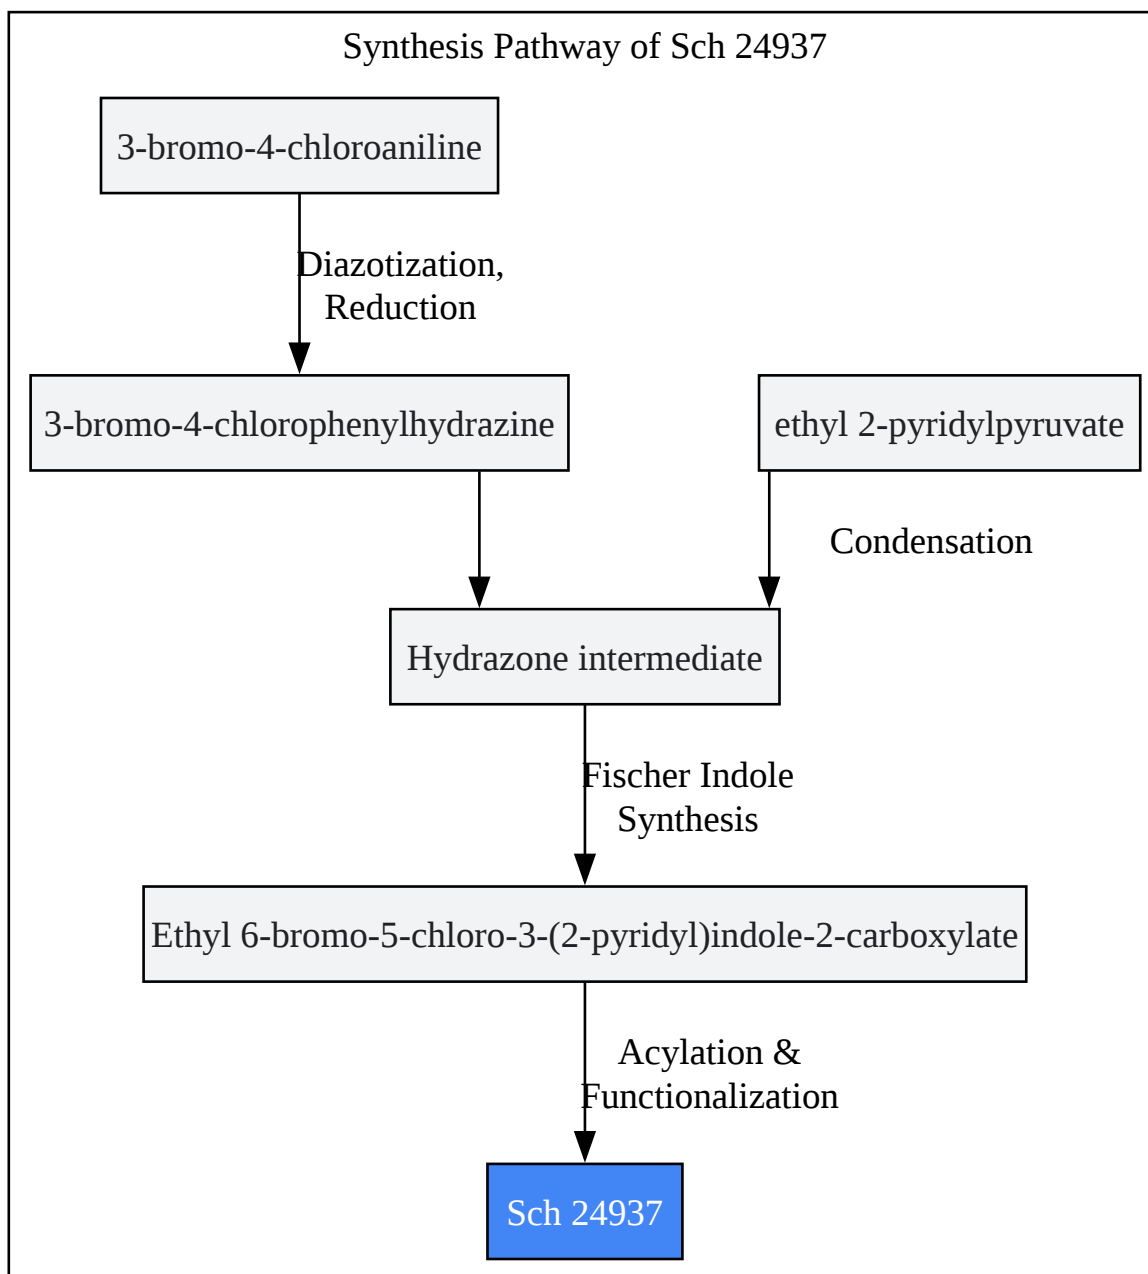 Synthesis Pathway of Sch 24937
3-bromo-4-chloroaniline
Diazotization,
Reduction
3-bromo-4-chlorophenylhydrazine
ethyl 2-pyridylpyruvate
Condensation
Hydrazone intermediate
Fischer Indole
Synthesis
Ethyl 6-bromo-5-chloro-3-(2-pyridyl)indole-2-carboxylate
Acylation &
Functionalization
Sch 24937